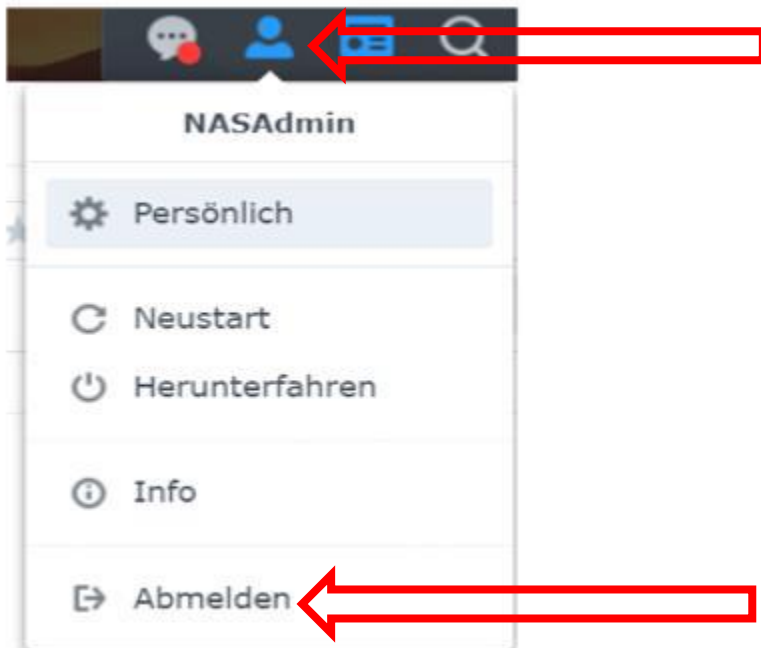 NASAdmin
Persönlich
Neustart
Herunterfahren
Info
Abmelden